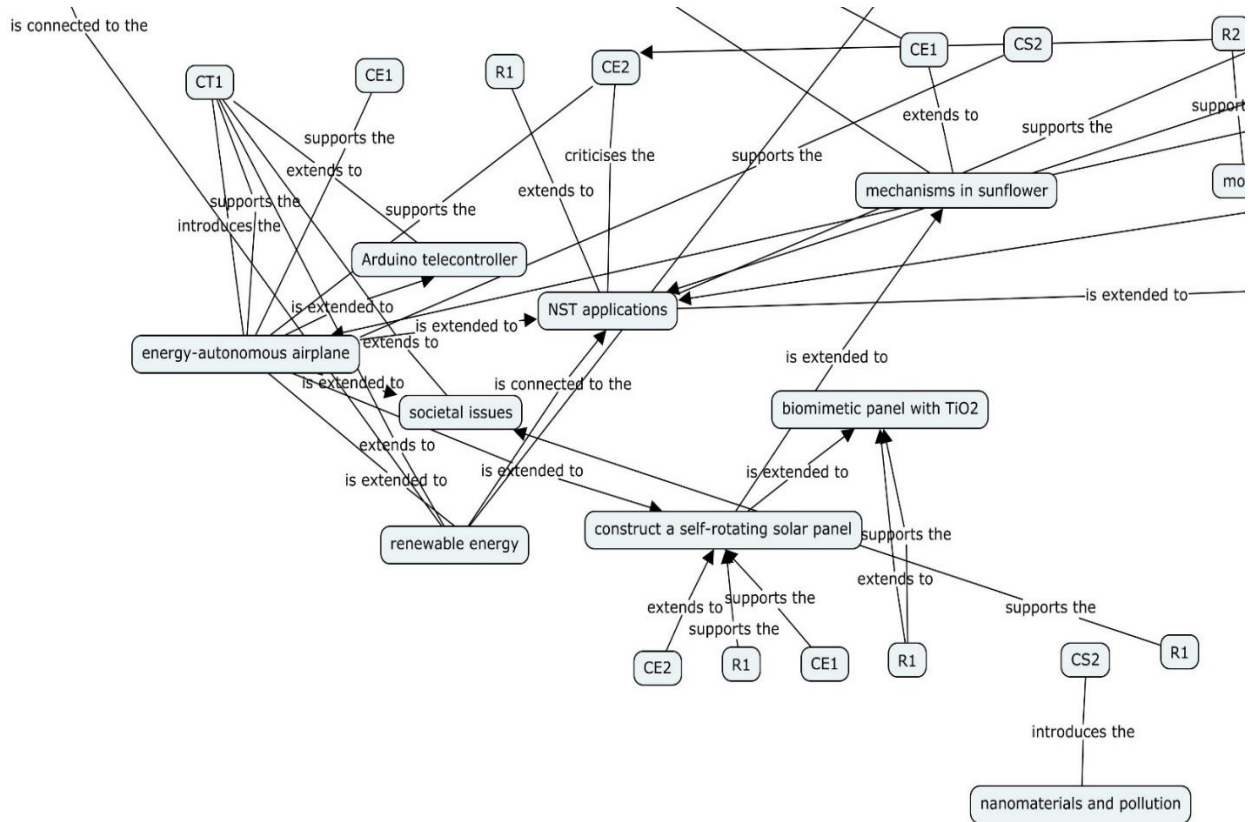 is connected to the
CT1
CE1
R1
CE2
CE1
CS2
R2
supports the
extends to
criticises the
extends to
supports the
extends to
supports the
support
mechanisms in sunflower
mo
supports the
introduces the
supports the
Arduino telecontroller
is extended to
NST applications
is extended to
is extended to
energy-autonomous airplane
extends to
is extended to
is extended to
is connected to the
societal issues
biomimetic panel with TiO2
extends to
is extended to
is extended to
is extended to
renewable energy
construct a self-rotating solar panel
supports the
extends to
supports the
extends to
supports the
supports the
CE2
R1
CE1
R1
CS2
R1
introduces the
nanomaterials and pollution